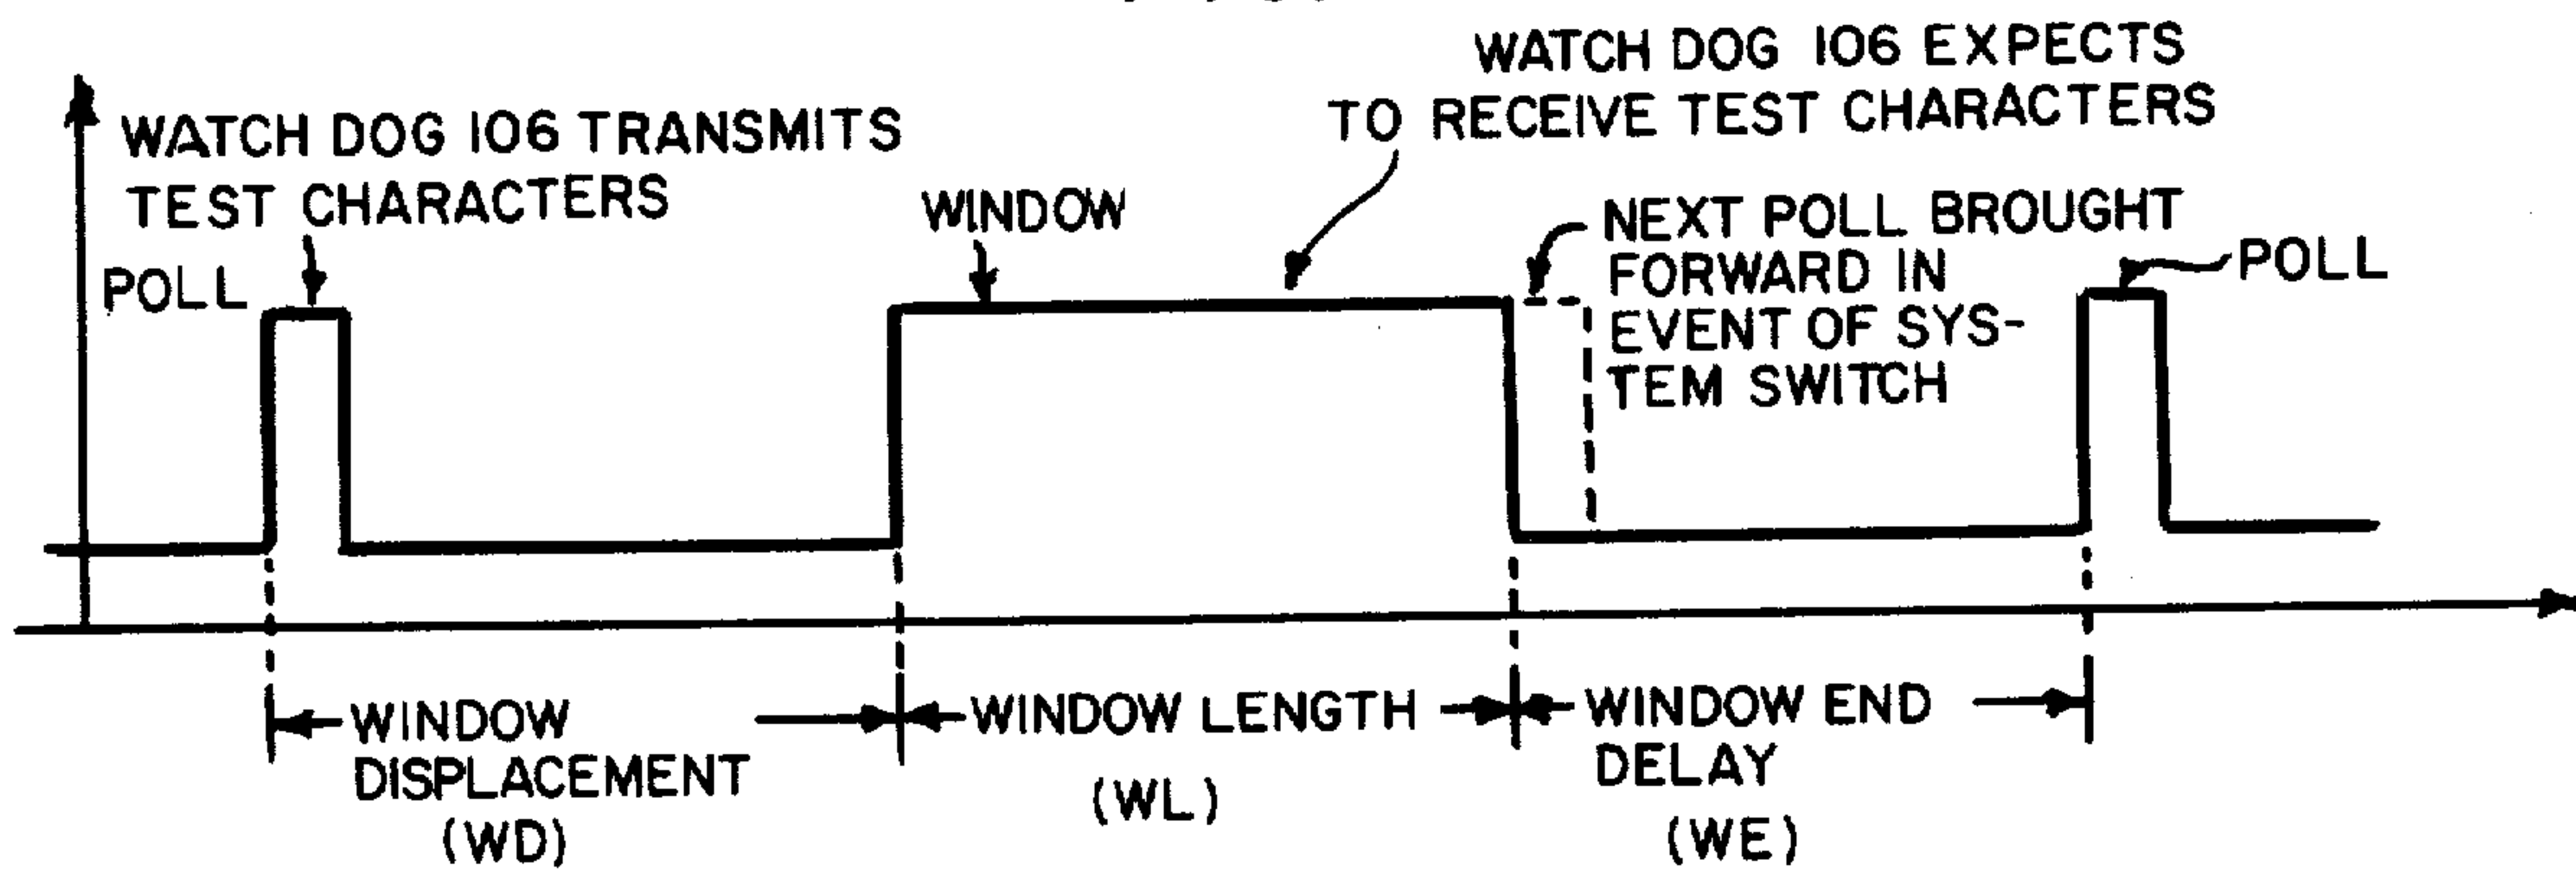 WATCH DOG 106 EXPECTS
TO RECEIVE TEST CHARACTERS
WATCH DOG 106 TRANSMITS
TEST CHARACTERS
POLL
WINDOW
NEXT POLL BROUGHT
FORWARD IN
EVENT OF SYS-
TEM SWITCH
POLL
WINDOW
DISPLACEMENT
(WD)
WINDOW LENGTH
(WL)
WINDOW END
DELAY
(WE)